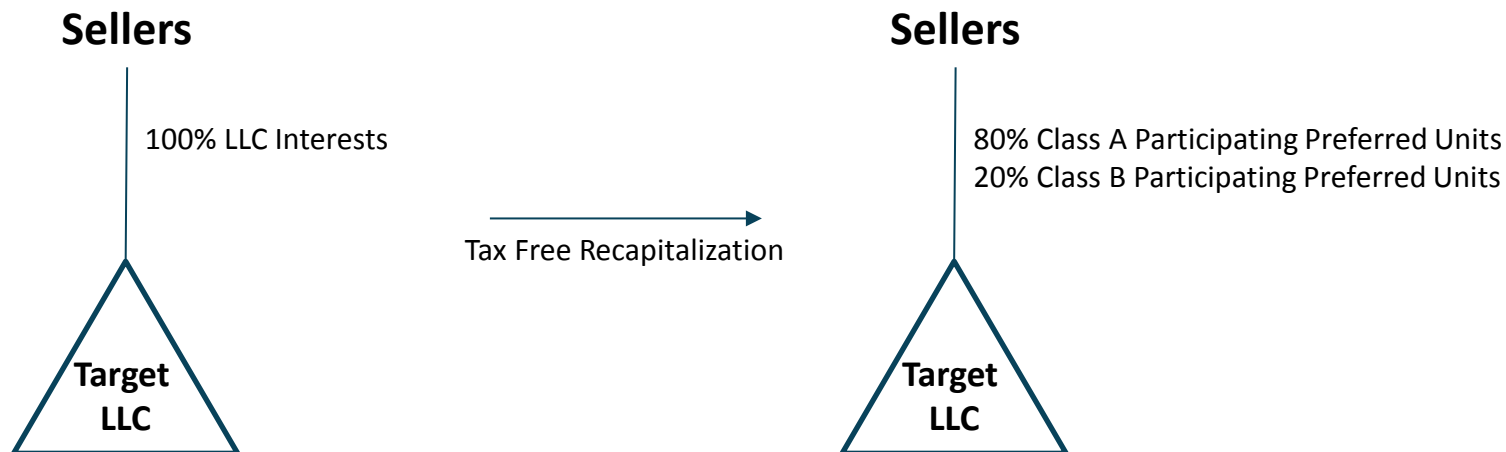 Sellers
100% LLC Interests
Target
LLC
Tax Free Recapitalization
Sellers
80% Class A Participating Preferred Units
20% Class B Participating Preferred Units
Target
LLC